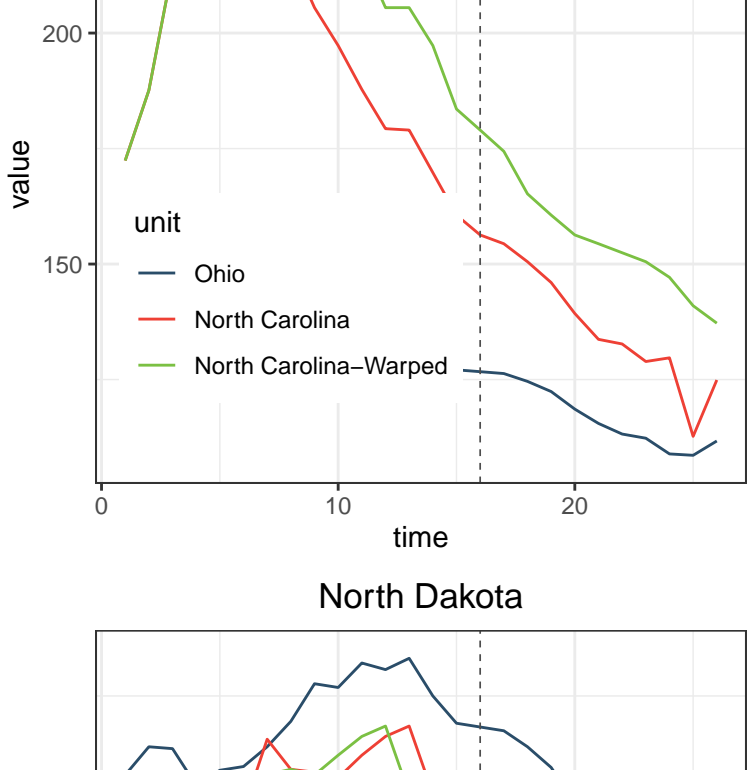 200
value
unit
150
Ohio
North Carolina
North Carolina−Warped
0
10
20
time
North Dakota